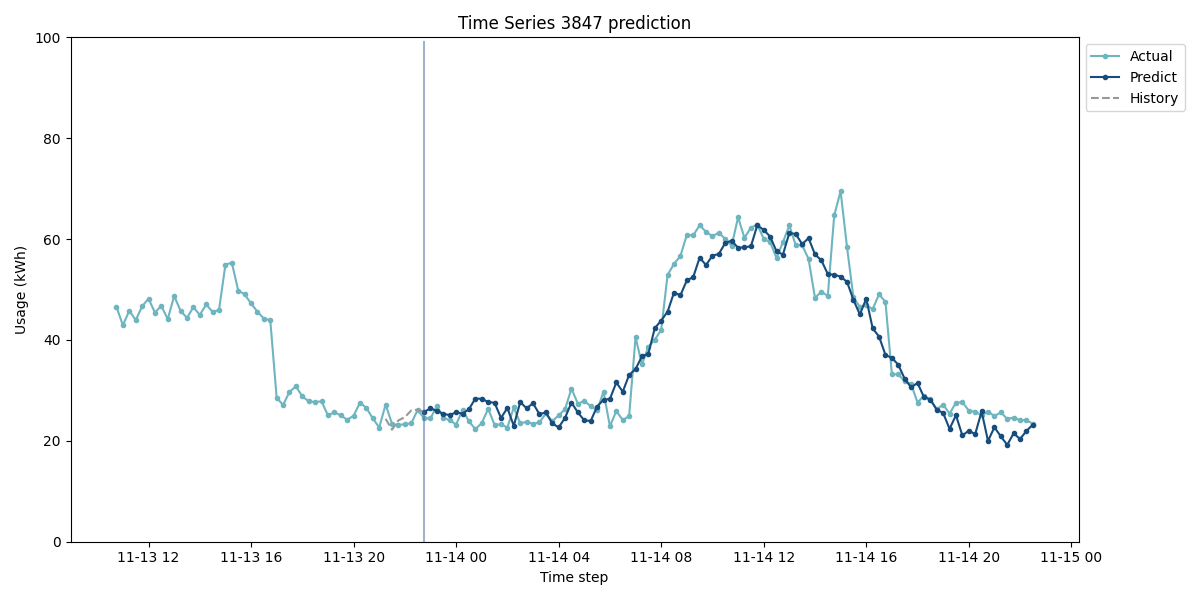 Time Series 3847 prediction
100
80
60
40
20
0
Usage (kWh)
11-13 12
11-13 16
11-13 20
11-14 00
11-14 04
11-14 08
11-14 12
11-14 16
11-14 20
11-15 00
Time step
Actual
Predict
History